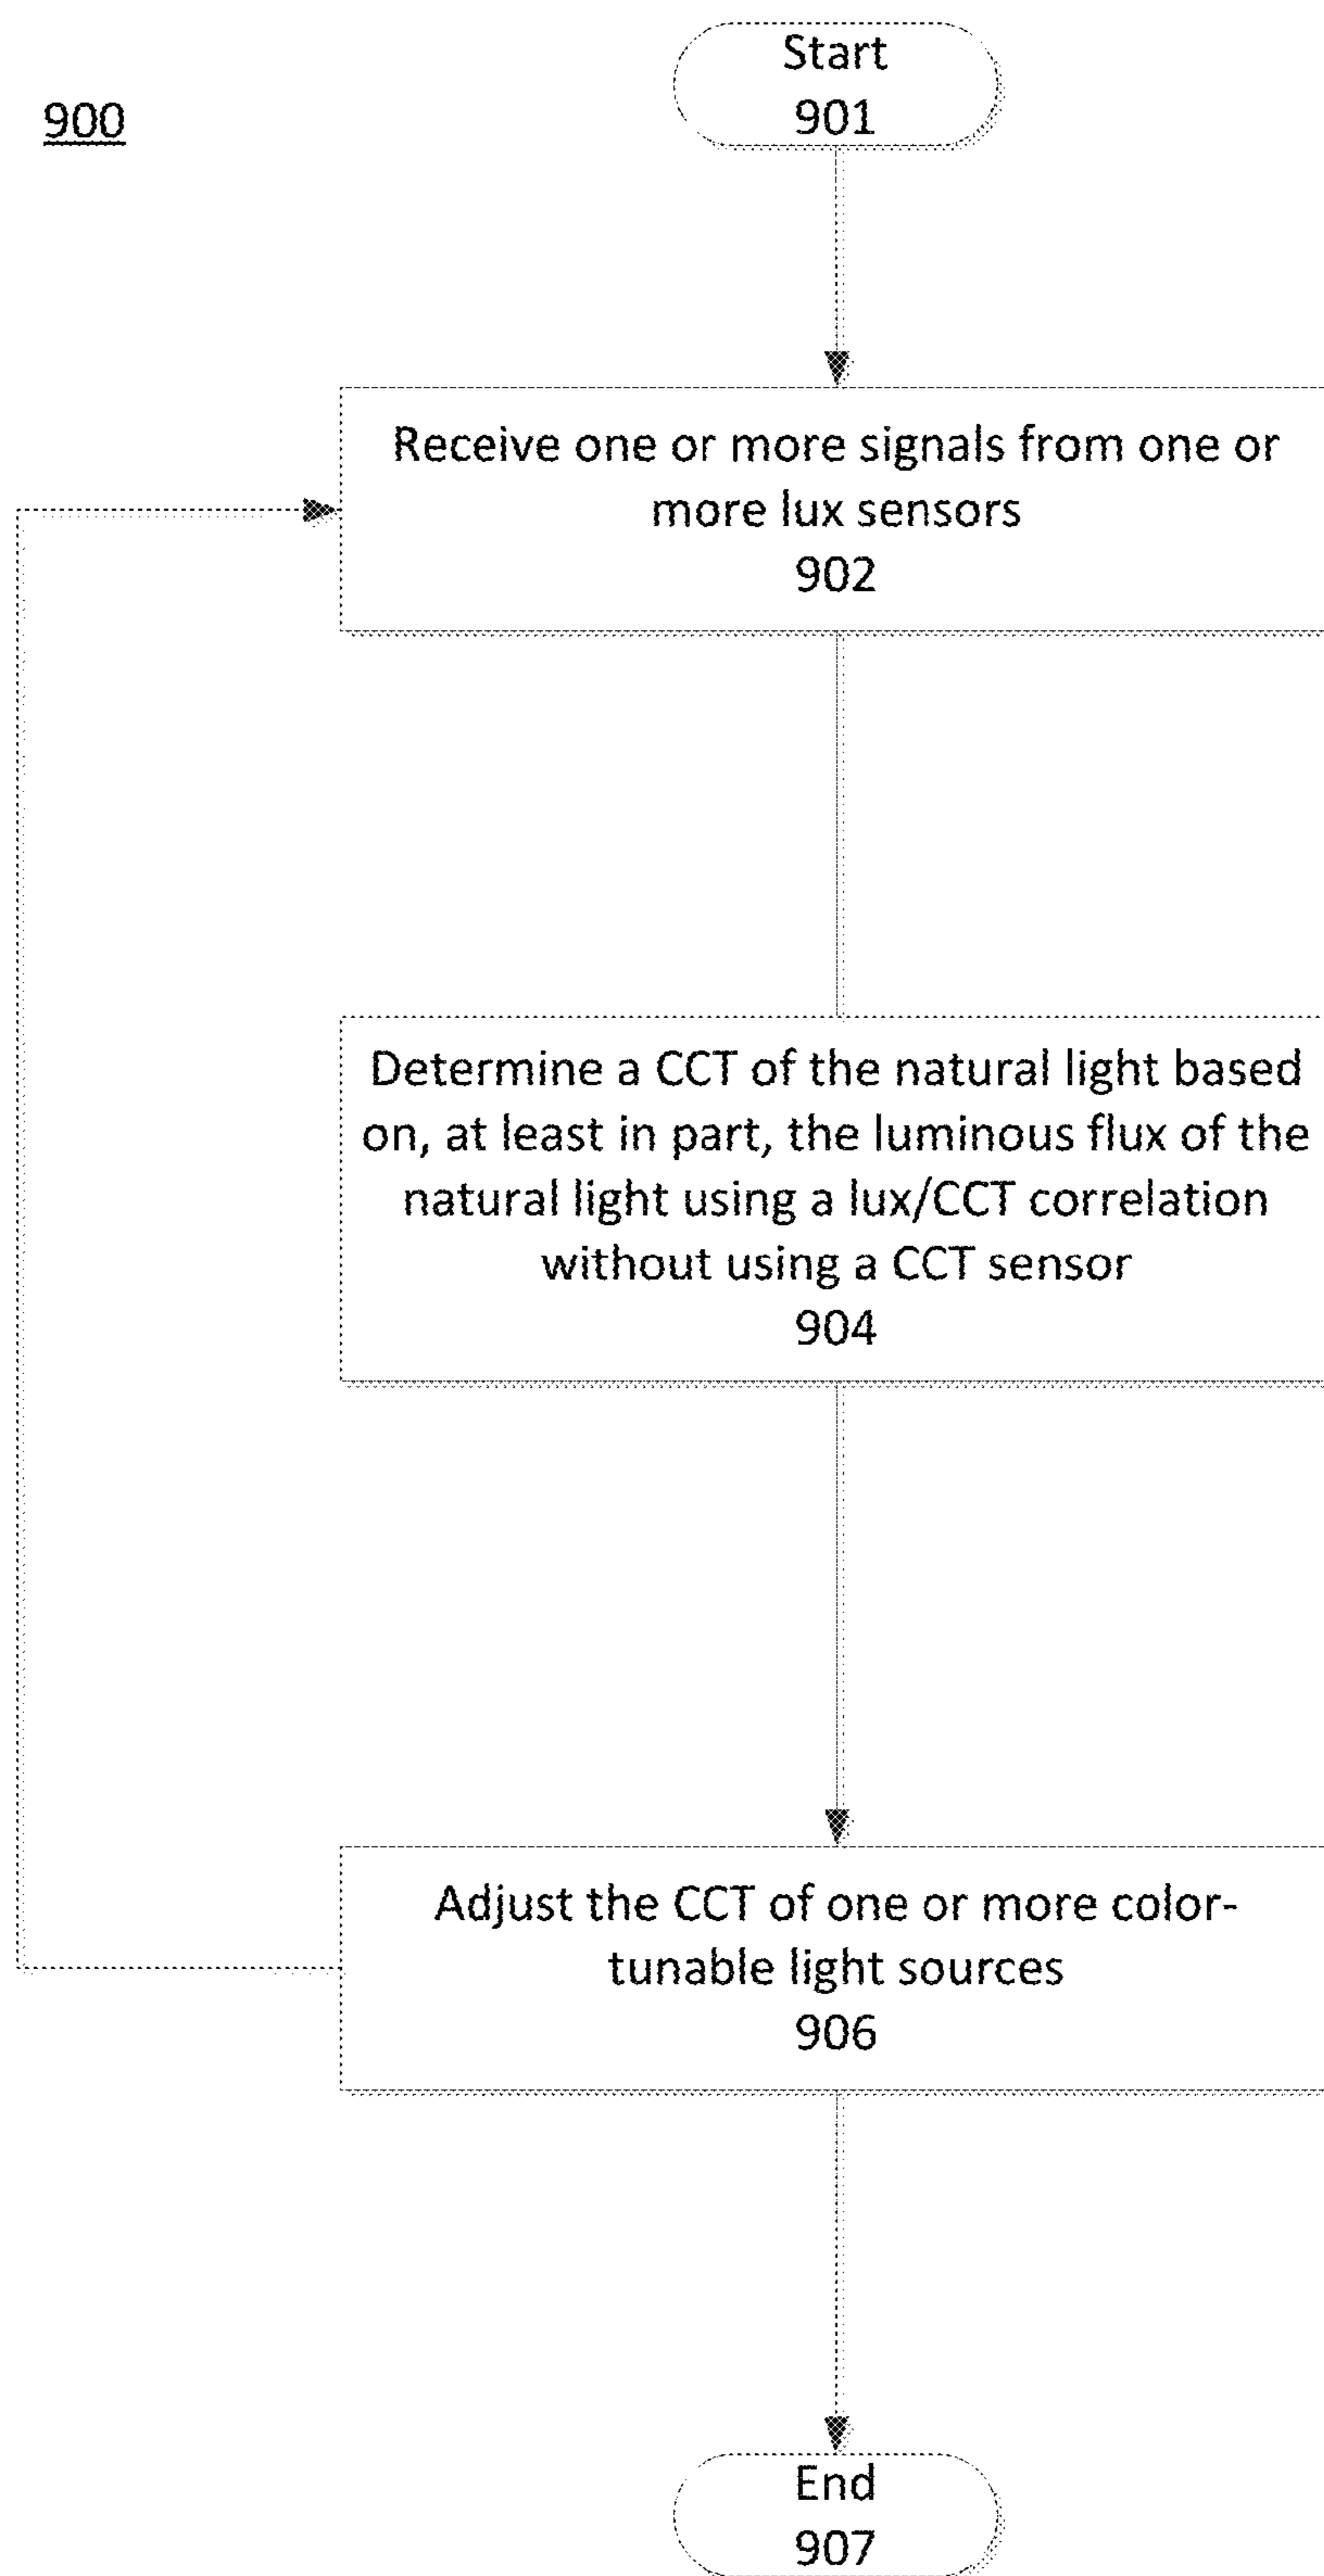 900
Start
901
Receive one or more signals from one or
more lux sensors
902
Determine a CCT of the natural light based
on, at least in part, the luminous flux of the
natural light using a lux/CCT correlation
without using a CCT sensor
904
Adjust the CCT of one or more color-
tunable light sources
906
End
907